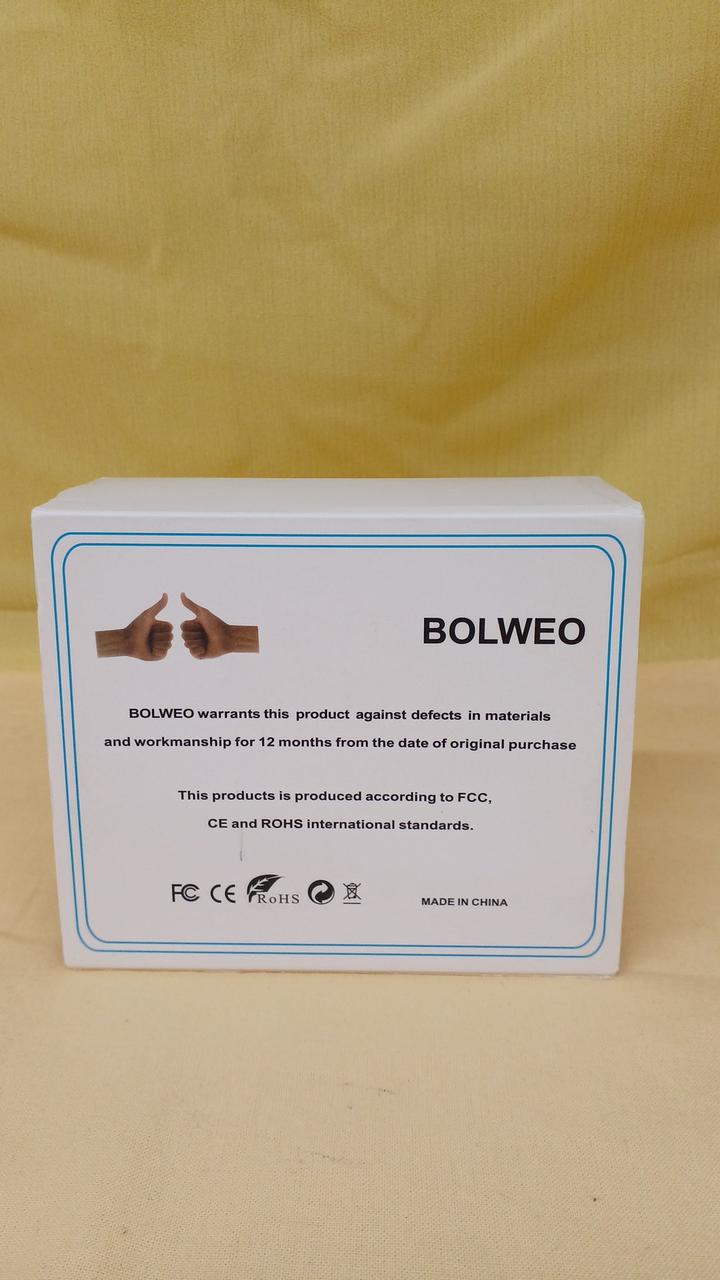 BOLWEO
BOLWEO warrants this product against defects in materials
and workmanship for 12 months from the date of original purchase
This products is produced according to FCC,
CE and ROHS international standards.
FC CE RoHS
MADE IN CHINA